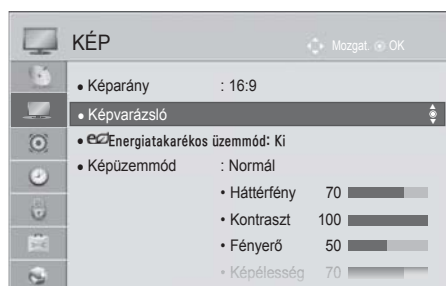 KÉP Mozgat. OK
• Képarány : 16:9
• Képvarázsló
• eco Energiatakarékos üzemmód: Ki
• Képüzemmód : Normál
• Háttérfény 70
• Kontraszt 100
• Fényerő 50
• Képélesség 70